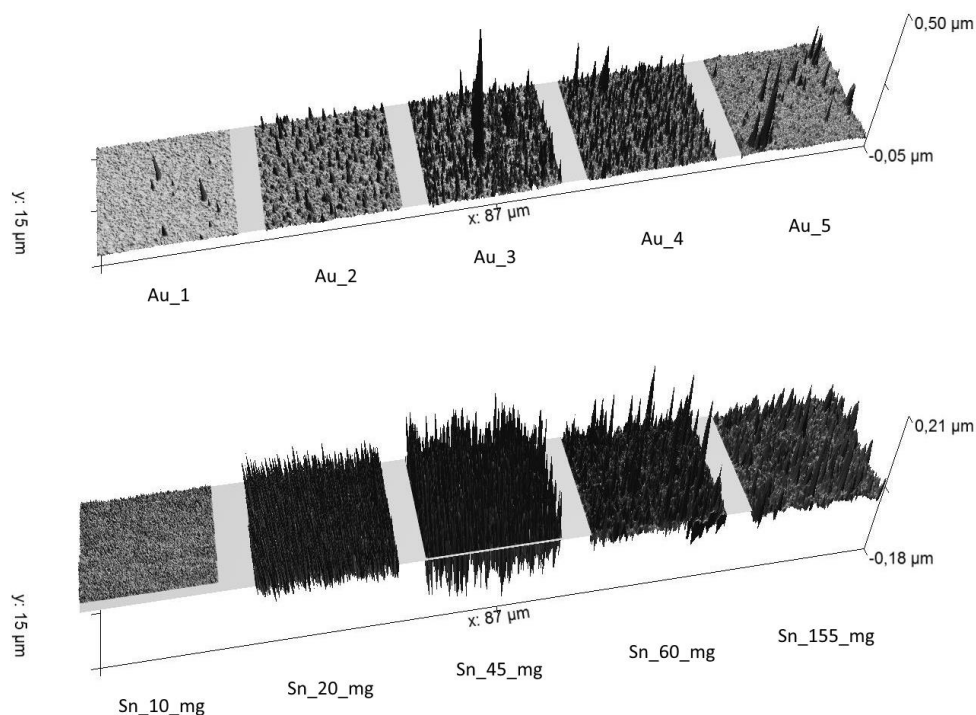 0,50 µm
-0,05 µm
y: 15 µm
x: 87 µm
Au_1
Au_2
Au_3
Au_4
Au_5
0,21 µm
-0,18 µm
y: 15 µm
x: 87 µm
Sn_10_mg
Sn_20_mg
Sn_45_mg
Sn_60_mg
Sn_155_mg